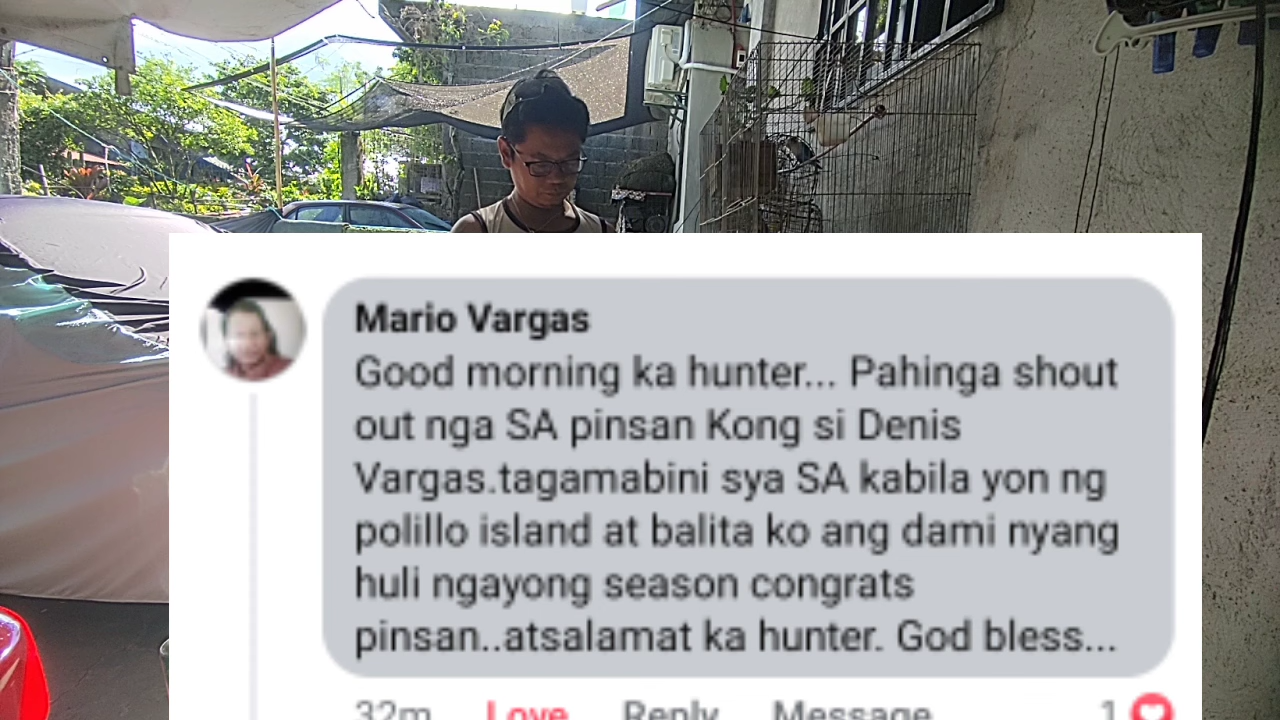 Mario Vargas
Good morning ka hunter... Pahinga shout
out nga SA pinsan Kong si Denis
Vargas.tagamabini sya SA kabila yon ng
polillo island at balita ko ang dami nyang
huli ngayong season congrats
pinsan..atsalamat ka hunter. God bless...
32m Love Reply Message 1